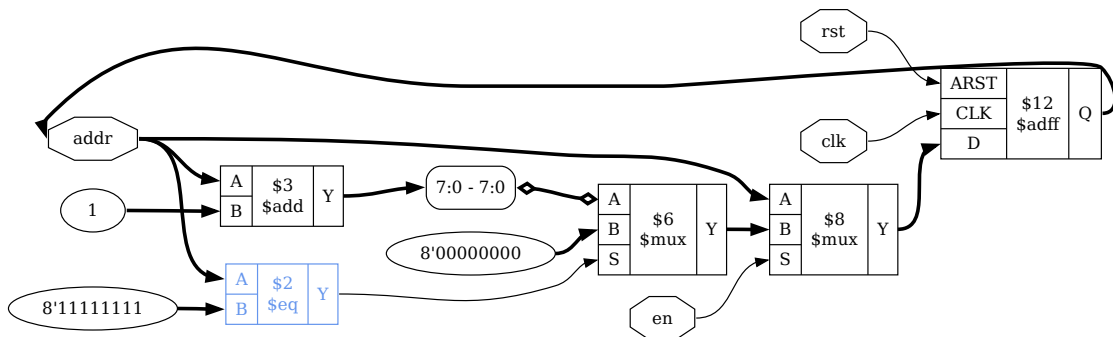 rst
ARST
CLK
D
$12
$adff
Q
addr
clk
A
B
$3
$add
Y
7:0 - 7:0
1
A
B
S
$6
$mux
Y
A
B
S
$8
$mux
Y
8'00000000
A
B
$2
$eq
Y
8'11111111
en